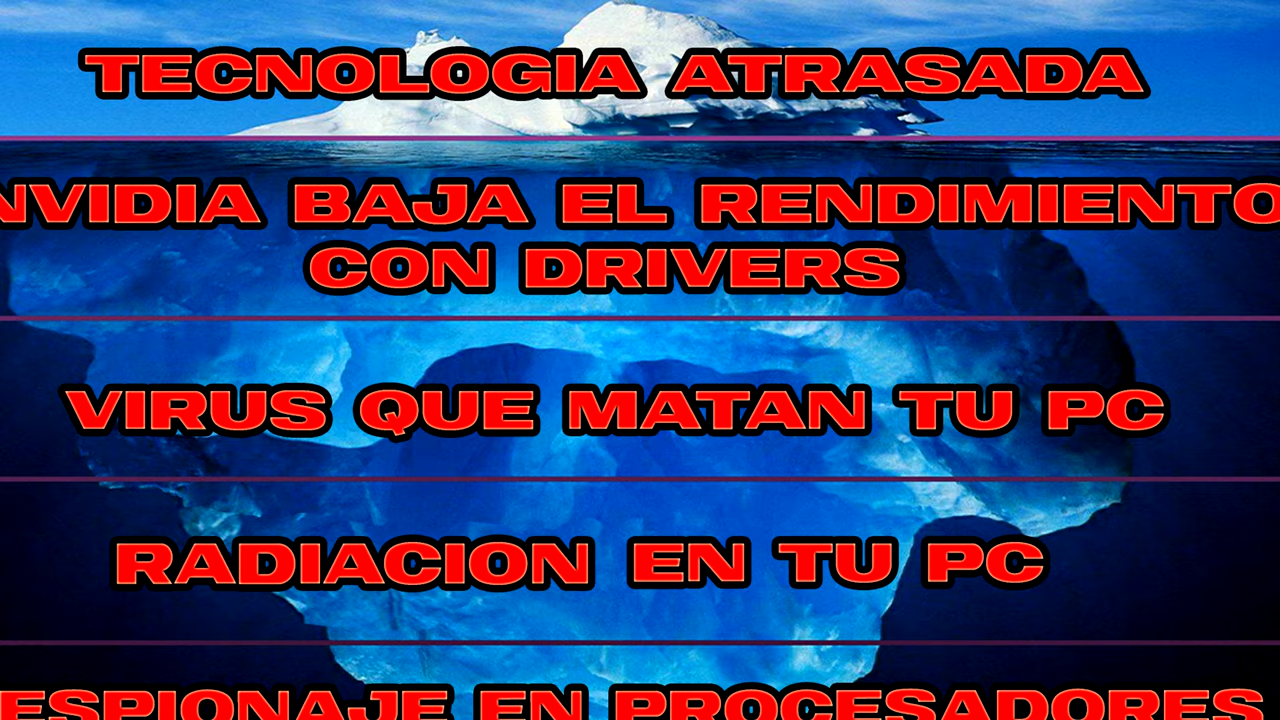 TECNOLOGIA ATRASADA
NVIDIA BAJA EL RENDIMIENTO
CON DRIVERS
VIRUS QUE MATAN TU PC
RADIACION EN TU PC
ESPIONAJE EN PROCESADORES